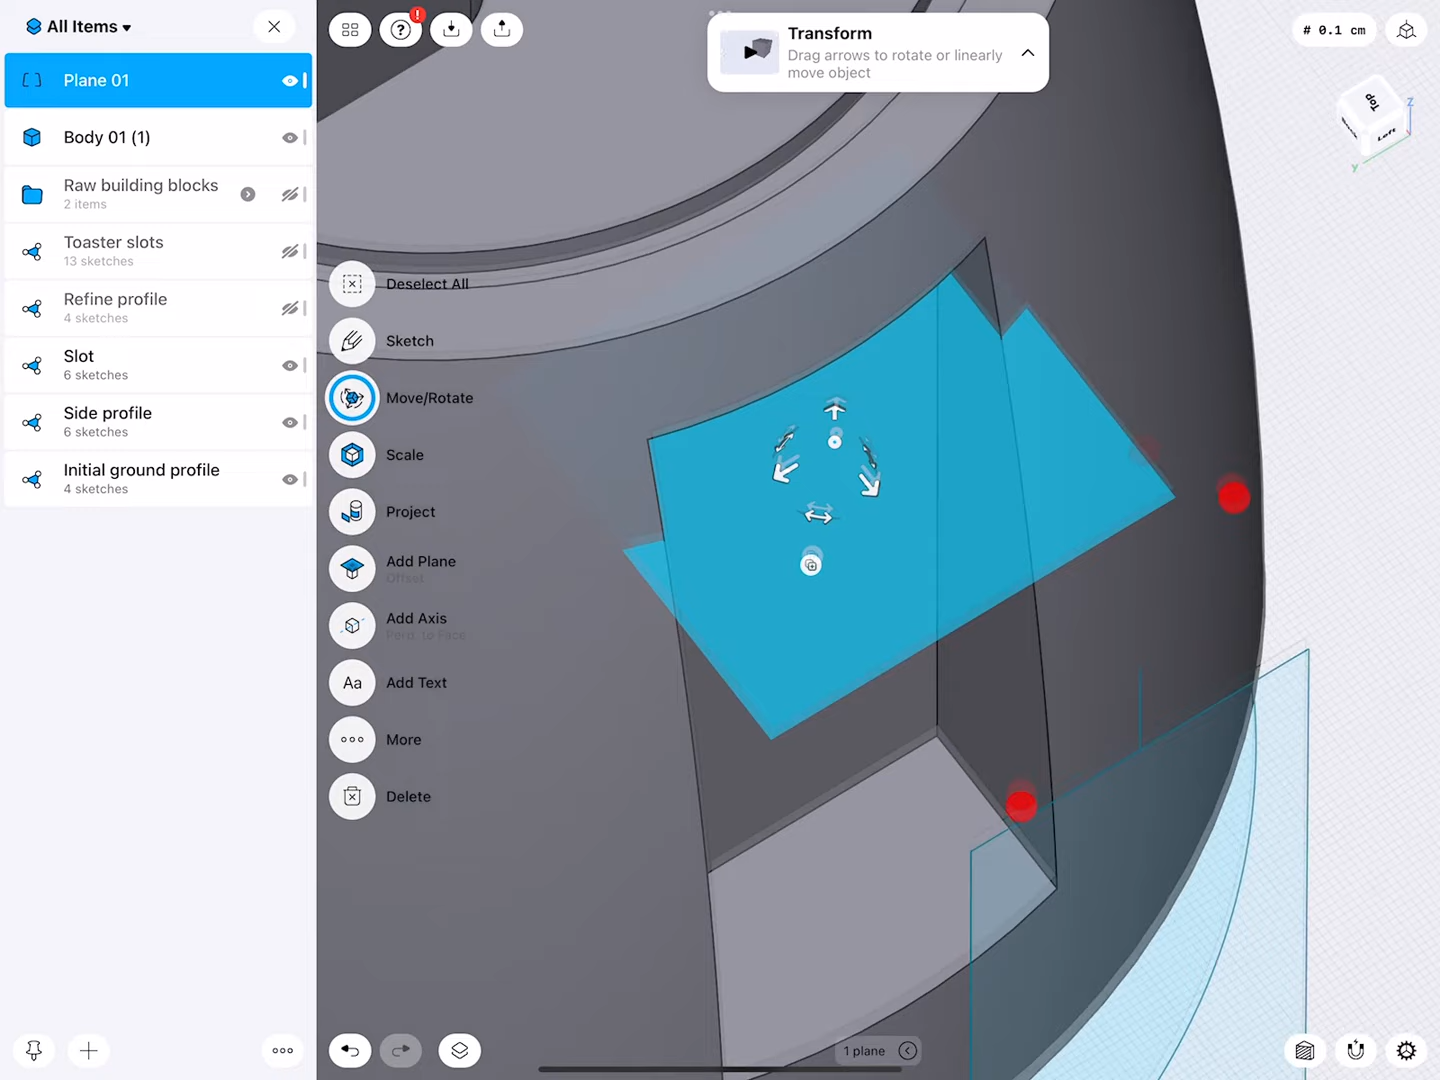 All Items
Plane 01
Body 01 (1)
Raw building blocks
2 items
Toaster slots
13 sketches
Refine profile
4 sketches
Slot
6 sketches
Side profile
6 sketches
Initial ground profile
4 sketches
?
!
Transform
Drag arrows to rotate or linearly
move object
# 0.1 cm
Top
Back
Left
Z
Y
Deselect All
Sketch
Move/Rotate
Scale
Project
Add Plane
Offset
Add Axis
Perp. to Face
Aa
Add Text
More
Delete
1 plane